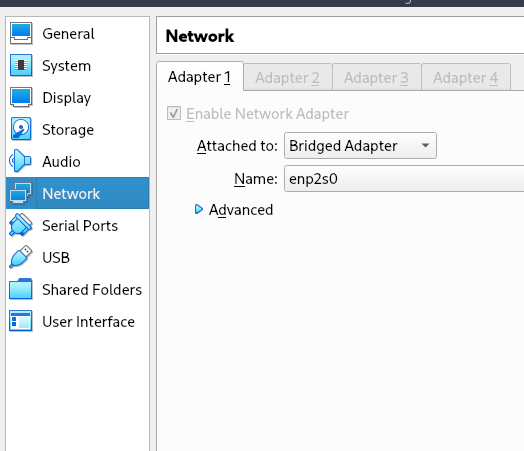 General
System
Display
Storage
Audio
Network
Serial Ports
USB
Shared Folders
User Interface
Network
Adapter 1 Adapter 2 Adapter 3 Adapter 4
Enable Network Adapter
Attached to: Bridged Adapter
Name: enp2s0
Advanced